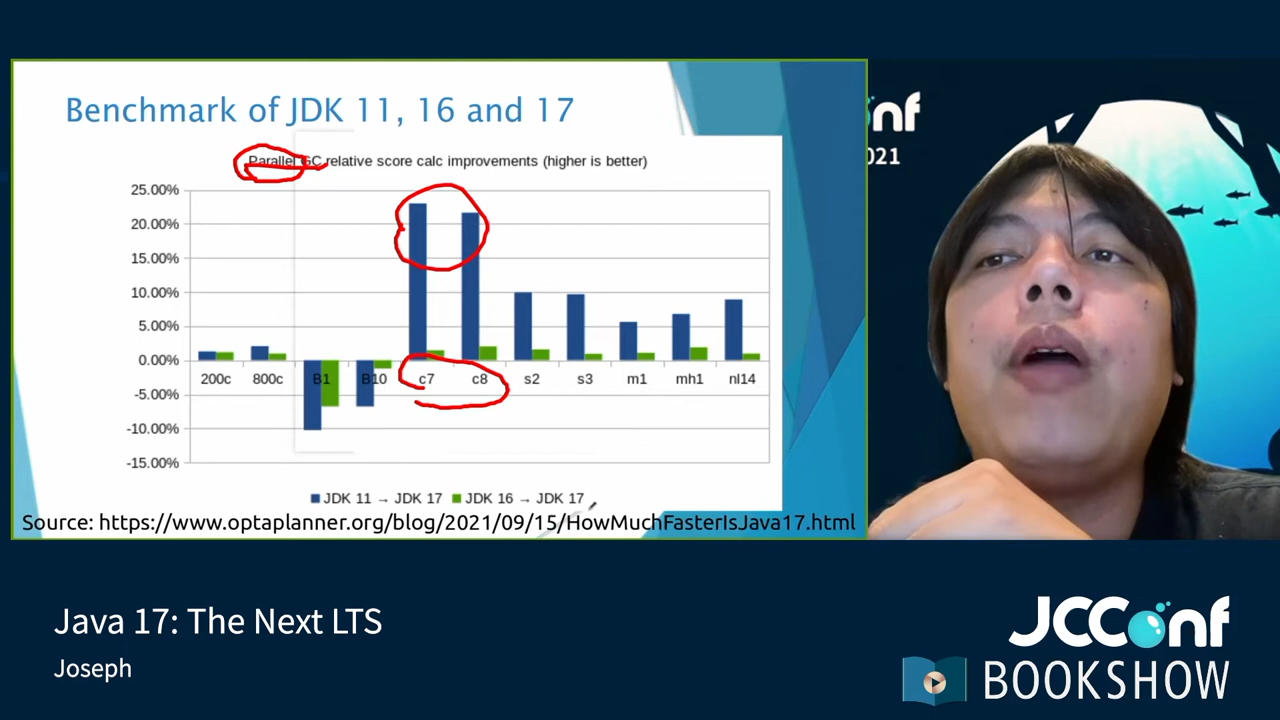 Benchmark of JDK 11, 16 and 17
Parallel GC relative score calc improvements (higher is better)
25.00%
20.00%
15.00%
10.00%
5.00%
0.00%
-5.00%
-10.00%
-15.00%
200c 800c B1 B10 c7 c8 s2 s3 m1 mh1 nl14
JDK 11 → JDK 17 JDK 16 → JDK 17
Source: https://www.optaplanner.org/blog/2021/09/15/HowMuchFasterIsJava17.html
onf
021
Java 17: The Next LTS
Joseph
JCConf
BOOKSHOW